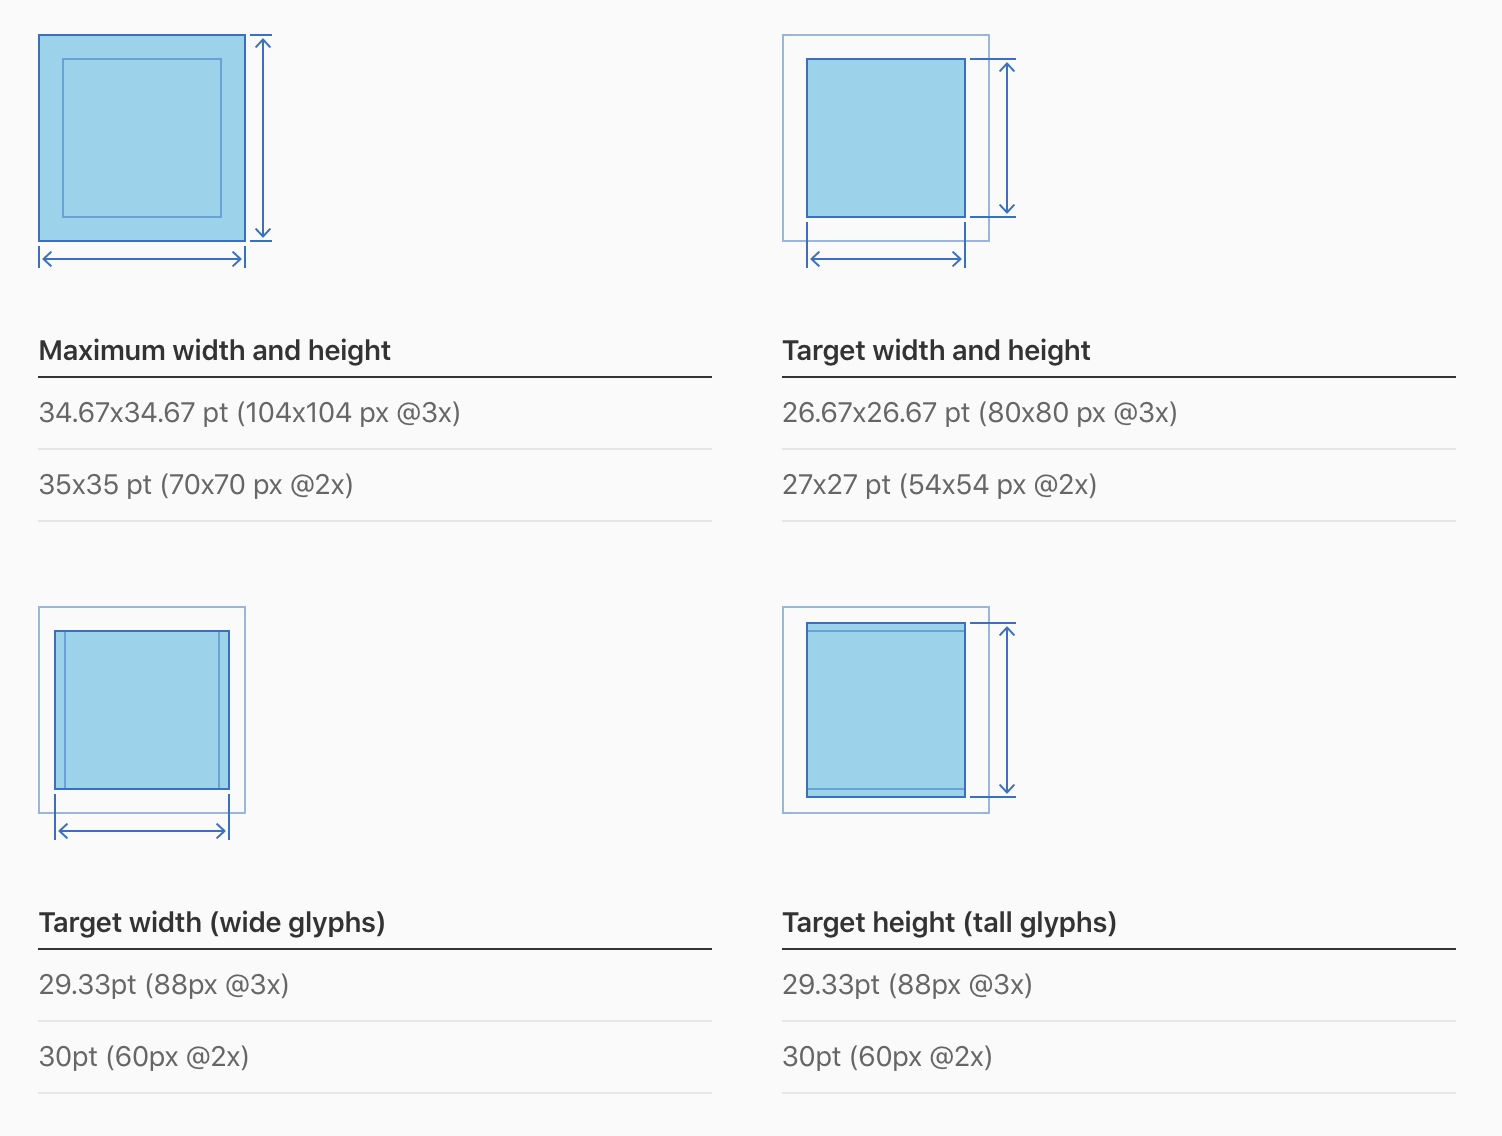 Maximum width and height
34.67x34.67 pt (104x104 px @3x)
35x35 pt (70x70 px @2x)
Target width and height
26.67x26.67 pt (80x80 px @3x)
27x27 pt (54x54 px @2x)
Target width (wide glyphs)
29.33pt (88px @3x)
30pt (60px @2x)
Target height (tall glyphs)
29.33pt (88px @3x)
30pt (60px @2x)